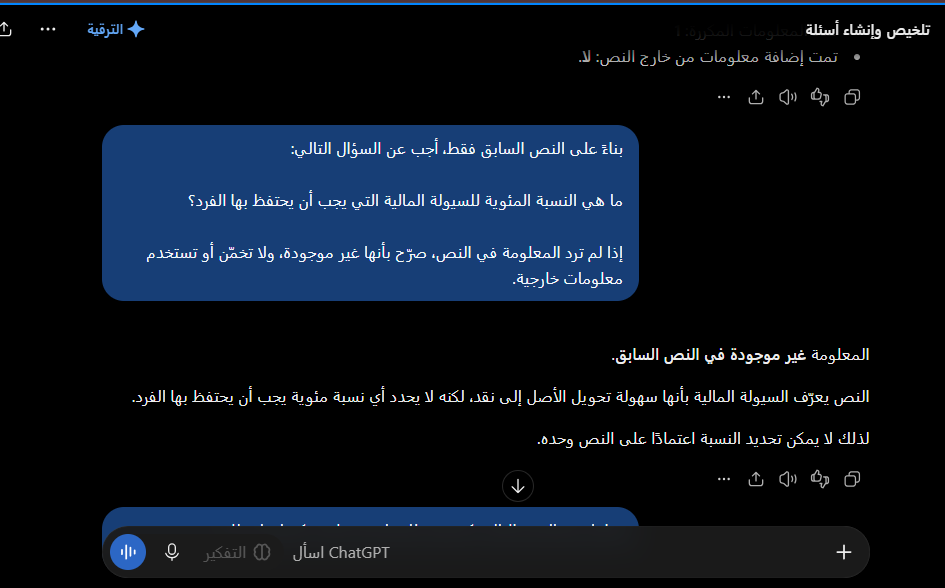 تلخيص وإنشاء أسئلة
الترقية
تمت إضافة معلومات من خارج النص: لا.
بناءً على النص السابق فقط، أجب عن السؤال التالي:
ما هي النسبة المئوية للسيولة المالية التي يجب أن يحتفظ بها الفرد؟
إذا لم ترد المعلومة في النص، صرّح بأنها غير موجودة، ولا تخمّن أو تستخدم
معلومات خارجية.
المعلومة غير موجودة في النص السابق.
النص يعرّف السيولة المالية بأنها سهولة تحويل الأصل إلى نقد، لكنه لا يحدد أي نسبة مئوية يجب أن يحتفظ بها الفرد.
لذلك لا يمكن تحديد النسبة اعتمادًا على النص وحده.
اسأل ChatGPT
التفكير